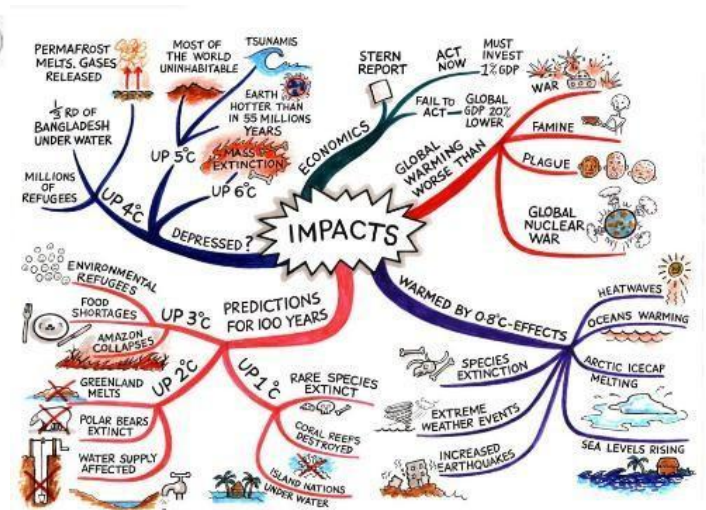 IMPACTS
ECONOMICS
STERN
REPORT
ACT
NOW
MUST
INVEST
1% GDP
FAIL TO
ACT
GLOBAL
GDP 20%
LOWER
GLOBAL
WARMING
WORSE THAN
WAR
FAMINE
PLAGUE
GLOBAL
NUCLEAR
WAR
WARMED BY 0.8°C-EFFECTS
HEATWAVES
OCEANS WARMING
ARCTIC ICECAP
MELTING
SEA LEVELS RISING
SPECIES
EXTINCTION
EXTREME
WEATHER EVENTS
INCREASED
EARTHQUAKES
PREDICTIONS
FOR 100 YEARS
UP 1°C
RARE SPECIES
EXTINCT
CORAL REEFS
DESTROYED
ISLAND NATIONS
UNDER WATER
UP 2°C
GREENLAND
MELTS
POLAR BEARS
EXTINCT
WATER SUPPLY
AFFECTED
UP 3°C
ENVIRONMENTAL
REFUGEES
FOOD
SHORTAGES
AMAZON
COLLAPSES
DEPRESSED?
UP 4°C
MILLIONS
OF
REFUGEES
⅓ RD OF
BANGLADESH
UNDER WATER
PERMAFROST
MELTS. GASES
RELEASED
UP 5°C
MOST OF
THE WORLD
UNINHABITABLE
TSUNAMIS
EARTH
HOTTER THAN
IN 55 MILLIONS
YEARS
UP 6°C
MASS
EXTINCTION